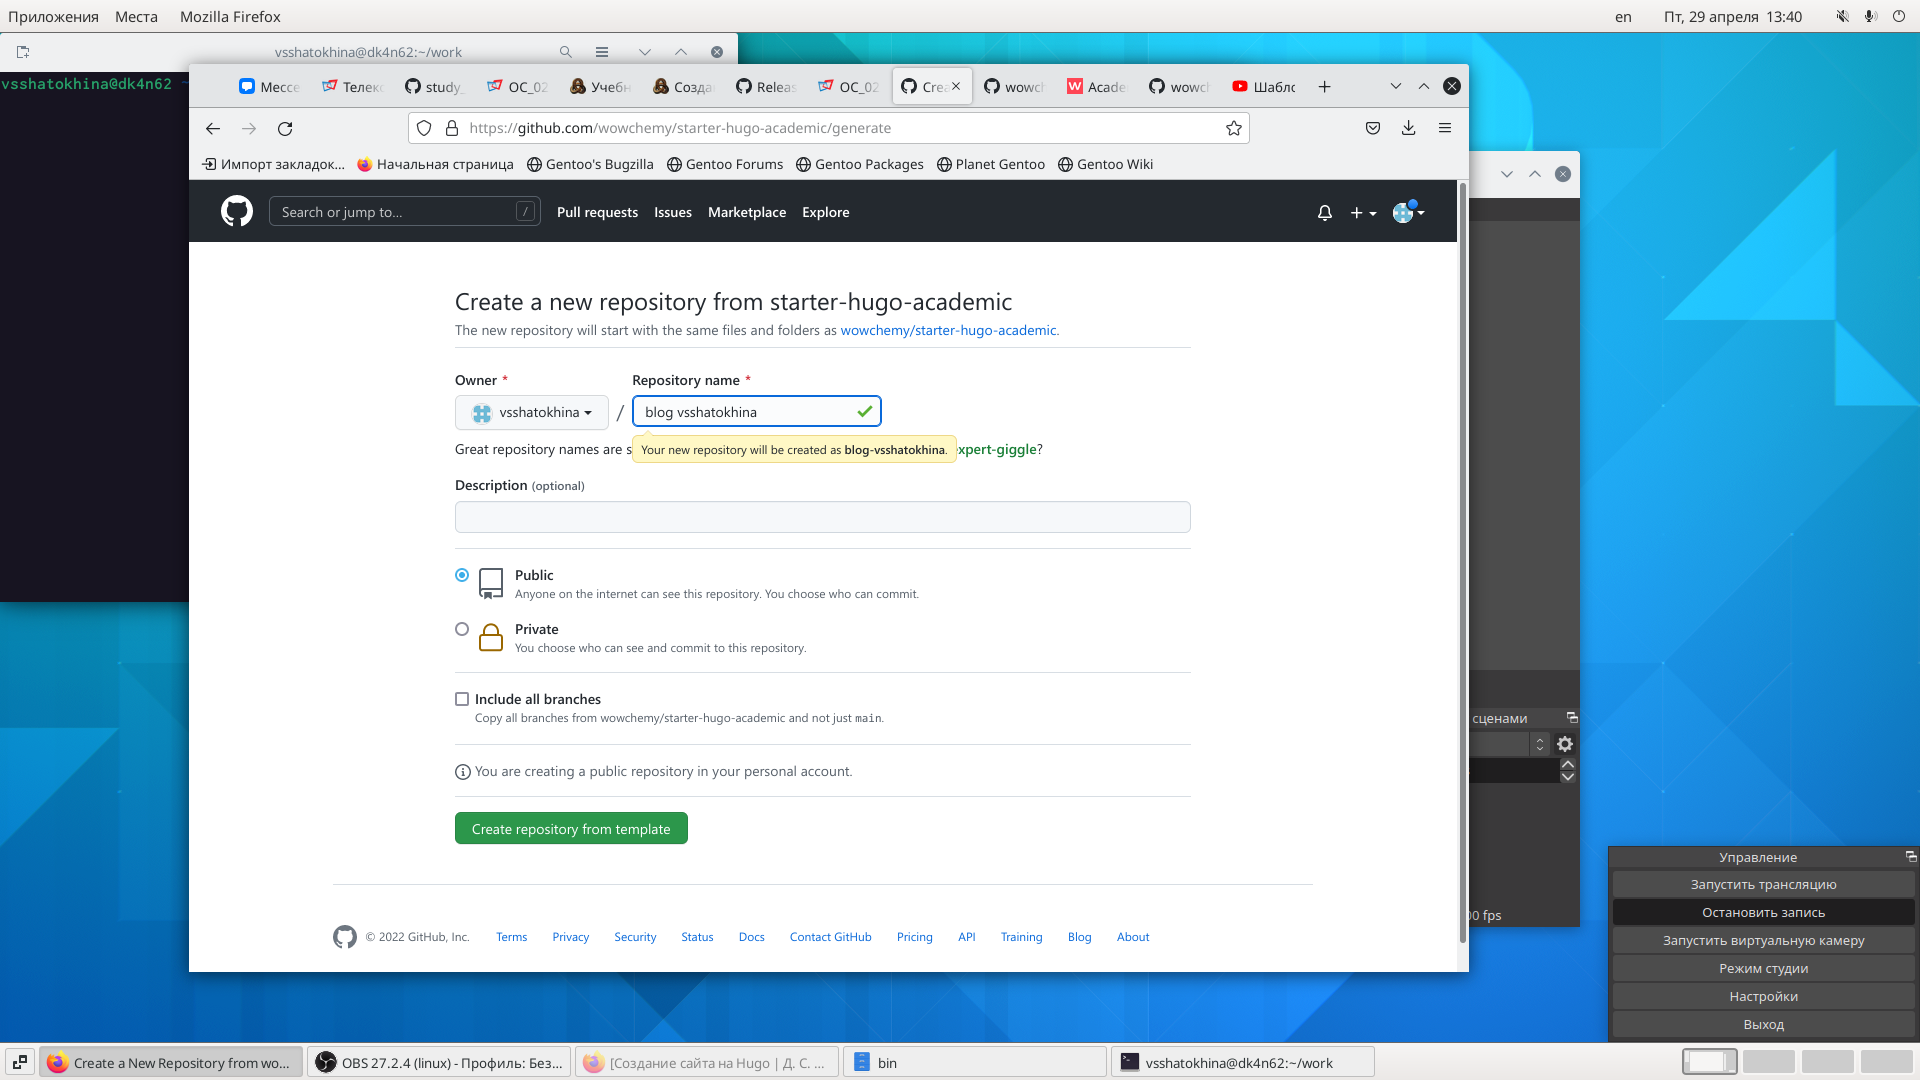 Приложения Места Mozilla Firefox
en Пт, 29 апреля 13:40
vsshatokhina@dk4n62:~/work
vsshatokhina@dk4n62
Мессе Телекс study_ ОС_02 Учебн Созда Releas ОС_02 Crea wowch Acade wowch Шабло
https://github.com/wowchemy/starter-hugo-academic/generate
Импорт закладок... Начальная страница Gentoo's Bugzilla Gentoo Forums Gentoo Packages Planet Gentoo Gentoo Wiki
Search or jump to... / Pull requests Issues Marketplace Explore
Create a new repository from starter-hugo-academic
The new repository will start with the same files and folders as wowchemy/starter-hugo-academic.
Owner * Repository name *
vsshatokhina / blog vsshatokhina
Great repository names are s xpert-giggle?
Your new repository will be created as blog-vsshatokhina.
Description (optional)
Public
Anyone on the internet can see this repository. You choose who can commit.
Private
You choose who can see and commit to this repository.
Include all branches
Copy all branches from wowchemy/starter-hugo-academic and not just main.
You are creating a public repository in your personal account.
Create repository from template
© 2022 GitHub, Inc. Terms Privacy Security Status Docs Contact GitHub Pricing API Training Blog About
сценами
00 fps
Управление
Запустить трансляцию
Остановить запись
Запустить виртуальную камеру
Режим студии
Настройки
Выход
Create a New Repository from wo... OBS 27.2.4 (linux) - Профиль: Без... [Создание сайта на Hugo | Д. С. ... bin vsshatokhina@dk4n62:~/work